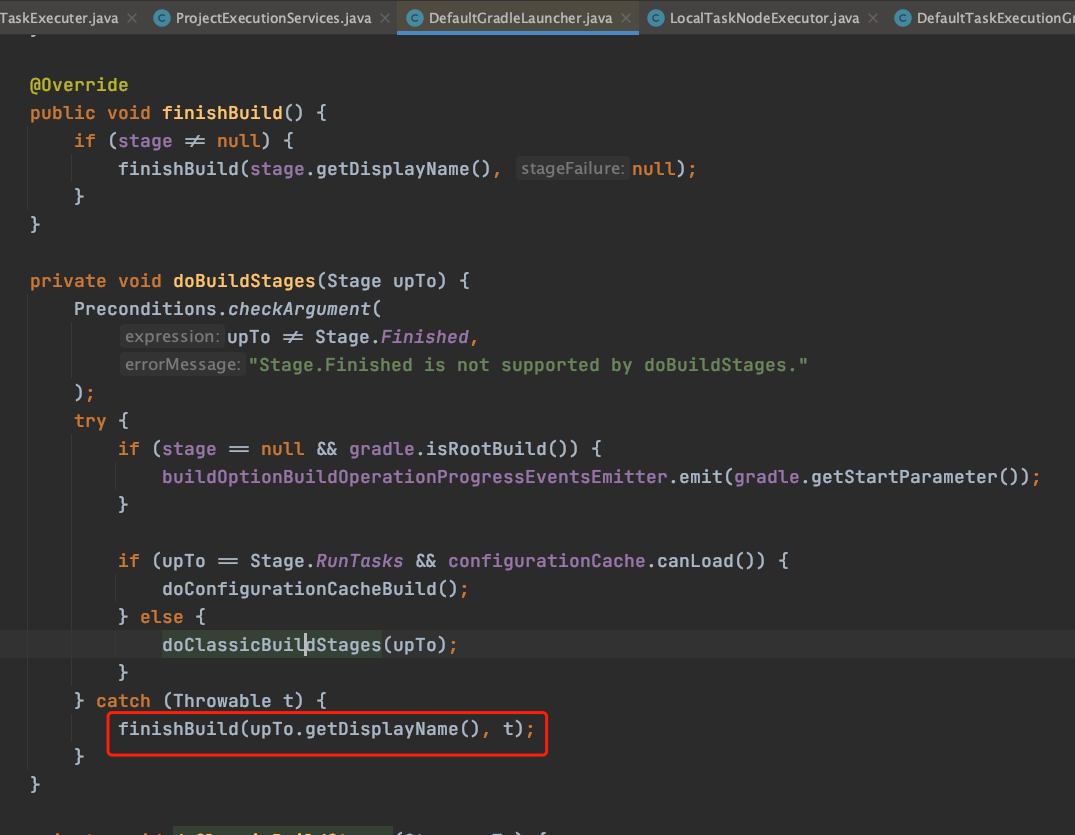 TaskExecuter.java ProjectExecutionServices.java DefaultGradleLauncher.java LocalTaskNodeExecutor.java DefaultTaskExecutionGr
@Override
public void finishBuild() {
if (stage ≠ null) {
finishBuild(stage.getDisplayName(), stageFailure: null);
}
}
private void doBuildStages(Stage upTo) {
Preconditions.checkArgument(
expression: upTo ≠ Stage.Finished,
errorMessage: "Stage.Finished is not supported by doBuildStages."
);
try {
if (stage == null && gradle.isRootBuild()) {
buildOptionBuildOperationProgressEventsEmitter.emit(gradle.getStartParameter());
}
if (upTo == Stage.RunTasks && configurationCache.canLoad()) {
doConfigurationCacheBuild();
} else {
doClassicBuildStages(upTo);
}
} catch (Throwable t) {
finishBuild(upTo.getDisplayName(), t);
}
}